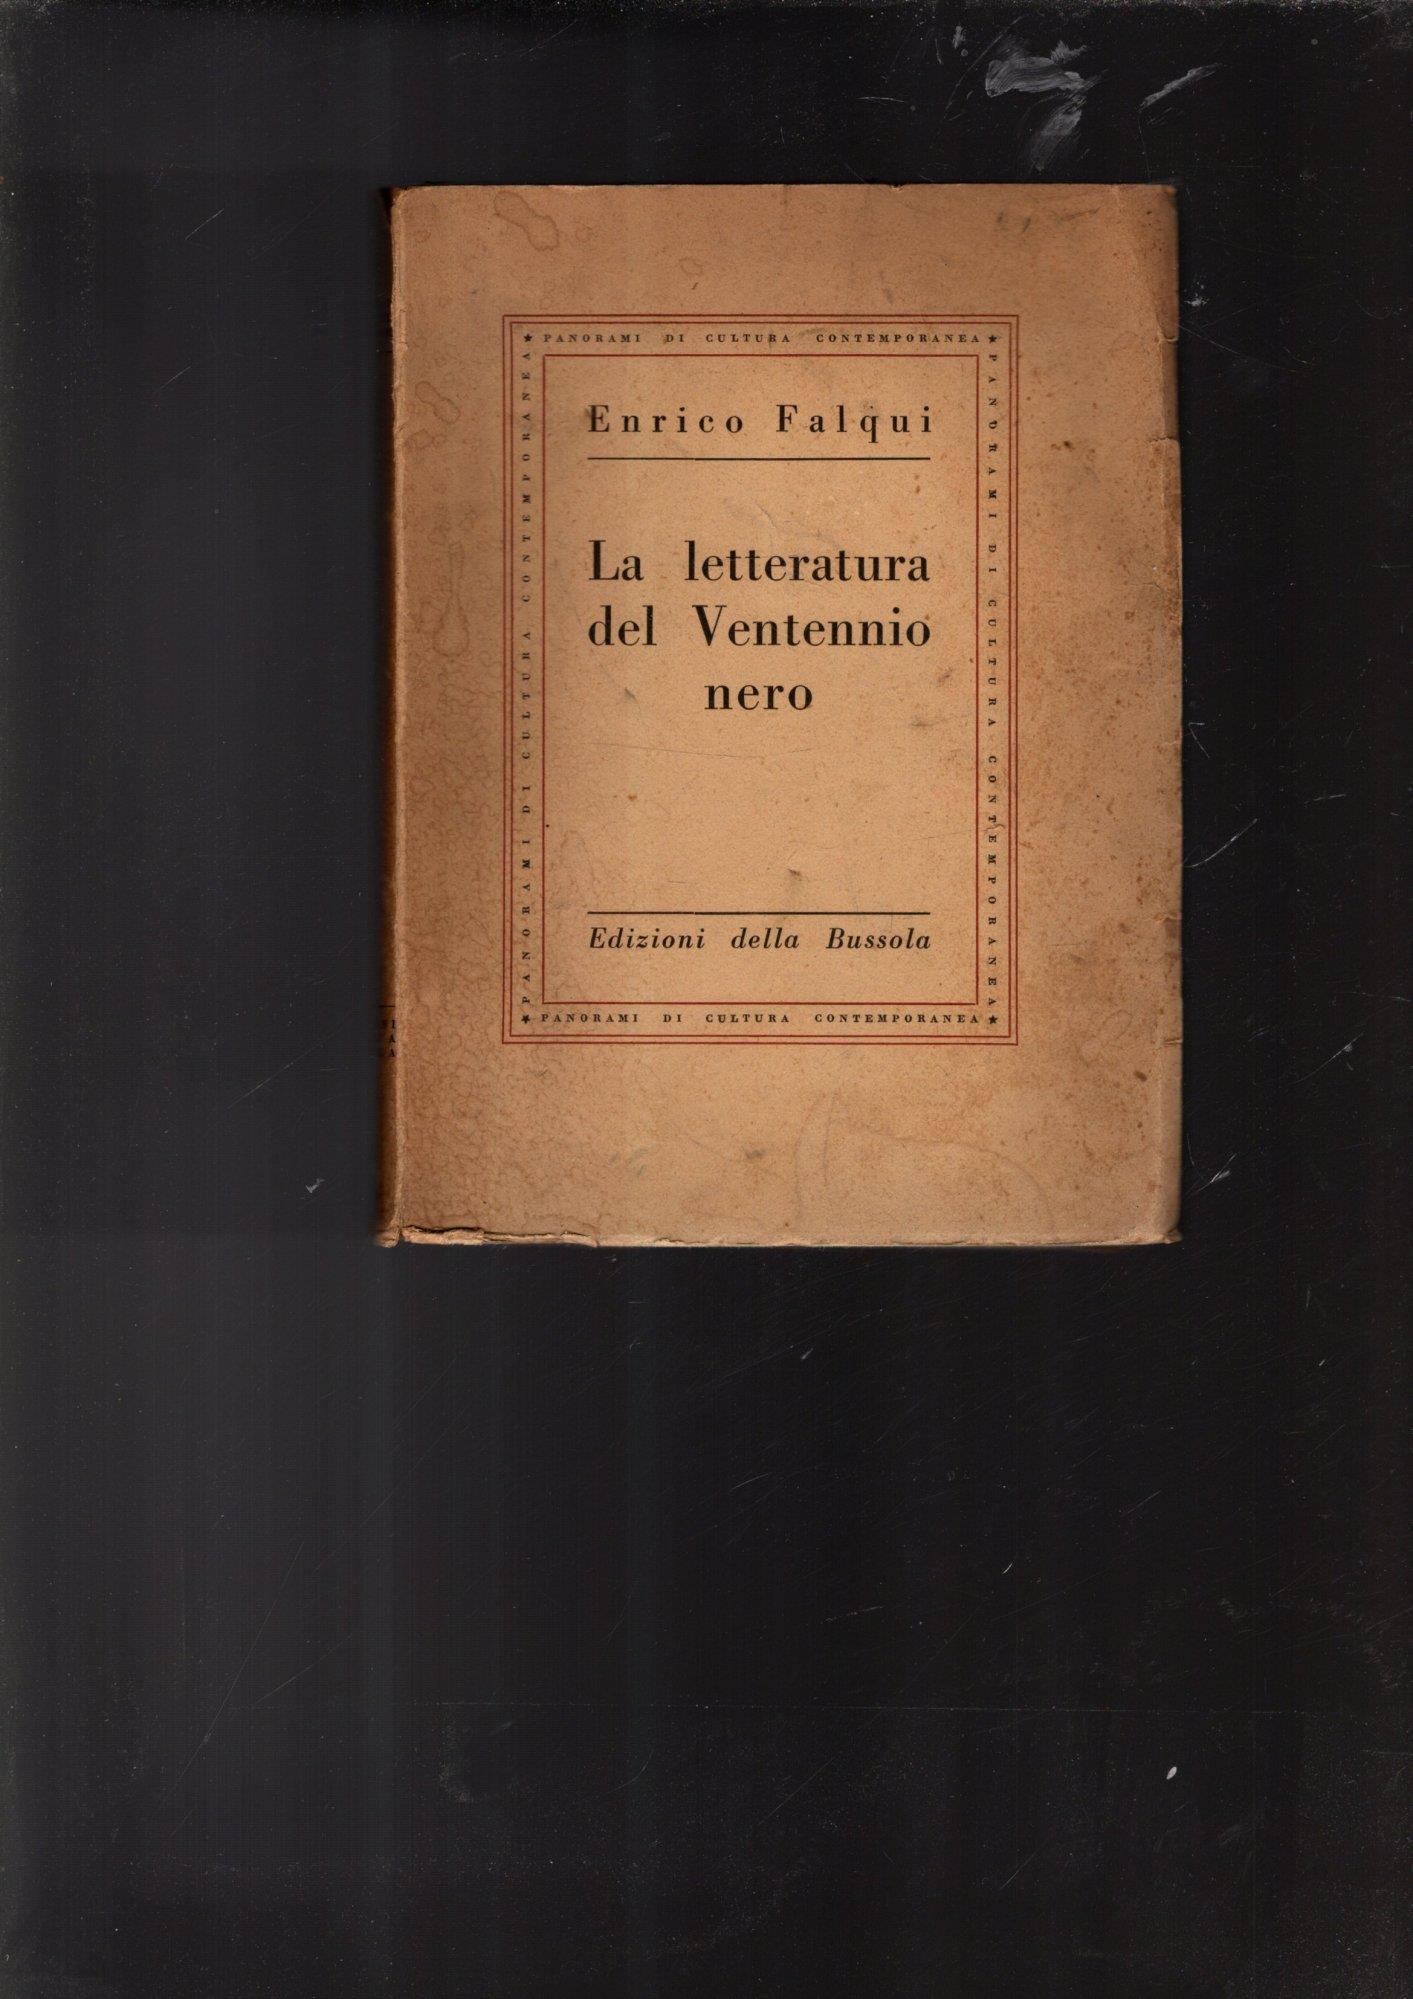 ★ PANORAMI DI CULTURA CONTEMPORANEA ★
PANORAMI DI CULTURA CONTEMPORANEA
PANORAMI DI CULTURA CONTEMPORANEA
Enrico Falqui
La letteratura
del Ventennio
nero
Edizioni della Bussola
★ PANORAMI DI CULTURA CONTEMPORANEA ★